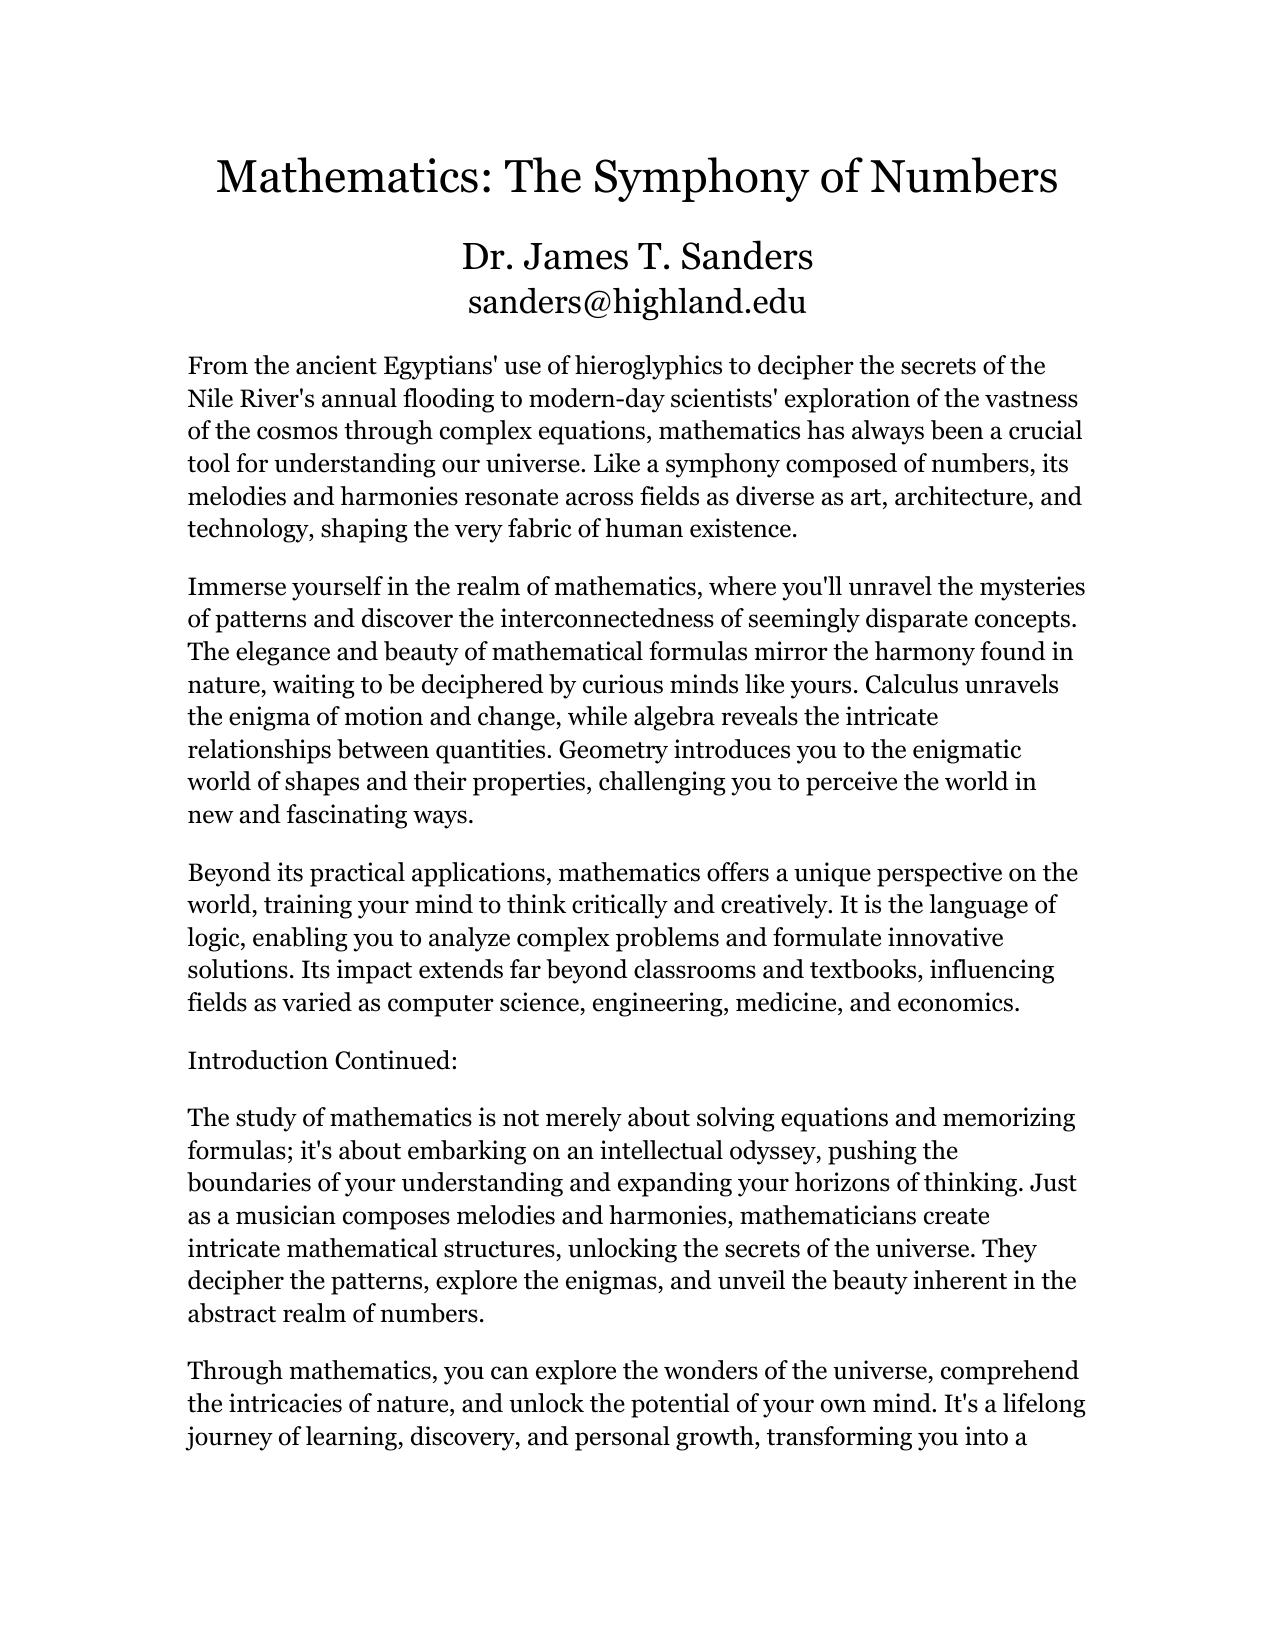 Mathematics: The Symphony of Numbers
Dr. James T. Sanders
sanders@highland.edu
From the ancient Egyptians' use of hieroglyphics to decipher the secrets of the
Nile River's annual flooding to modern-day scientists' exploration of the vastness
of the cosmos through complex equations, mathematics has always been a crucial
tool for understanding our universe. Like a symphony composed of numbers, its
melodies and harmonies resonate across fields as diverse as art, architecture, and
technology, shaping the very fabric of human existence.
Immerse yourself in the realm of mathematics, where you'll unravel the mysteries
of patterns and discover the interconnectedness of seemingly disparate concepts.
The elegance and beauty of mathematical formulas mirror the harmony found in
nature, waiting to be deciphered by curious minds like yours. Calculus unravels
the enigma of motion and change, while algebra reveals the intricate
relationships between quantities. Geometry introduces you to the enigmatic
world of shapes and their properties, challenging you to perceive the world in
new and fascinating ways.
Beyond its practical applications, mathematics offers a unique perspective on the
world, training your mind to think critically and creatively. It is the language of
logic, enabling you to analyze complex problems and formulate innovative
solutions. Its impact extends far beyond classrooms and textbooks, influencing
fields as varied as computer science, engineering, medicine, and economics.
Introduction Continued:
The study of mathematics is not merely about solving equations and memorizing
formulas; it's about embarking on an intellectual odyssey, pushing the
boundaries of your understanding and expanding your horizons of thinking. Just
as a musician composes melodies and harmonies, mathematicians create
intricate mathematical structures, unlocking the secrets of the universe. They
decipher the patterns, explore the enigmas, and unveil the beauty inherent in the
abstract realm of numbers.
Through mathematics, you can explore the wonders of the universe, comprehend
the intricacies of nature, and unlock the potential of your own mind. It's a lifelong
journey of learning, discovery, and personal growth, transforming you into a